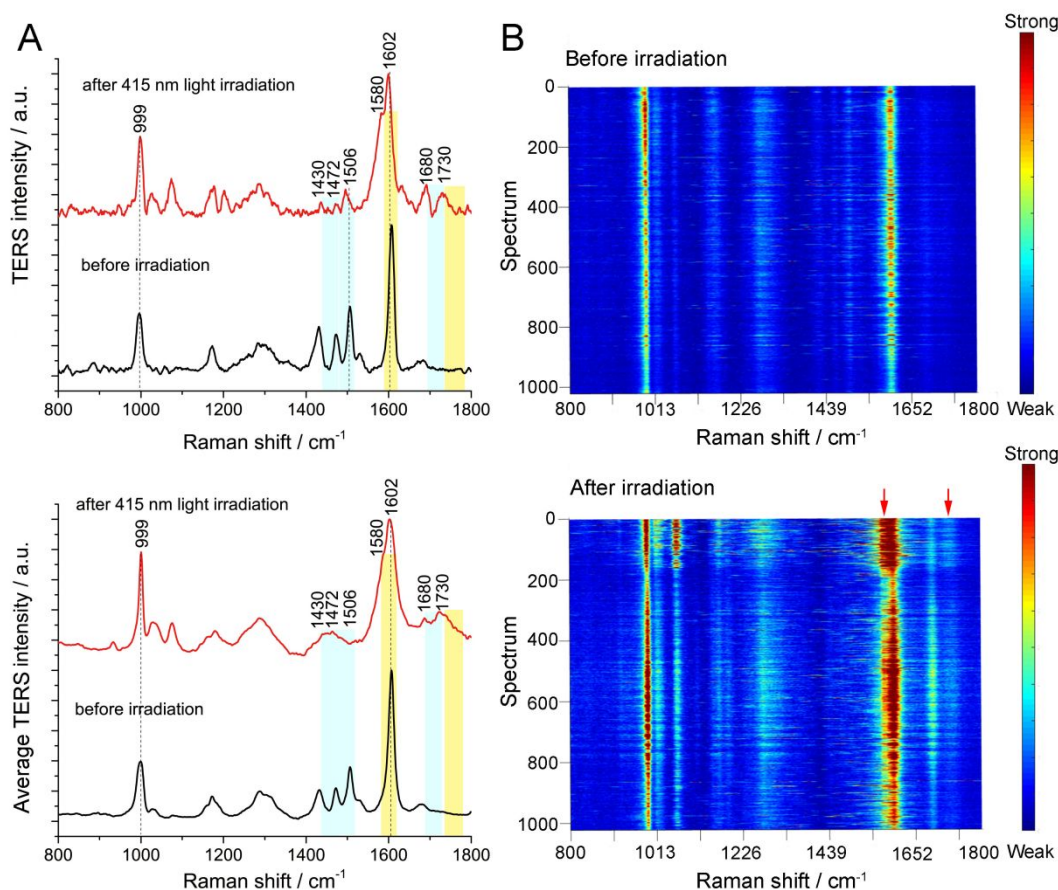 A
TERS intensity / a.u.
after 415 nm light irradiation
before irradiation
999
1430
1472
1506
1580
1602
1680
1730
800 1000 1200 1400 1600 1800
Raman shift / cm⁻¹
Average TERS intensity / a.u.
after 415 nm light irradiation
before irradiation
999
1430
1472
1506
1580
1602
1680
1730
800 1000 1200 1400 1600 1800
Raman shift / cm⁻¹
B
Before irradiation
Strong
Weak
Spectrum
0
200
400
600
800
1000
800 1013 1226 1439 1652 1800
Raman shift / cm⁻¹
After irradiation
Strong
Weak
Spectrum
0
200
400
600
800
1000
800 1013 1226 1439 1652 1800
Raman shift / cm⁻¹